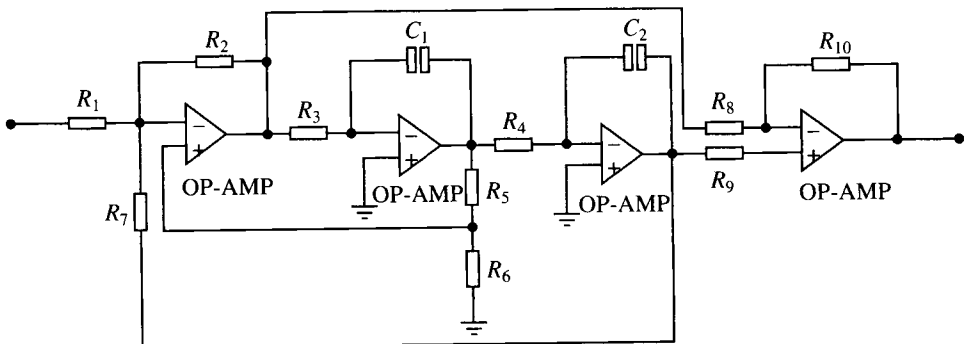 C₁
C₂
R₂
R₁₀
R₁
R₃
R₄
R₈
−
+
−
+
−
+
−
+
OP-AMP
OP-AMP
R₅
OP-AMP
R₉
OP-AMP
R₇
R₆